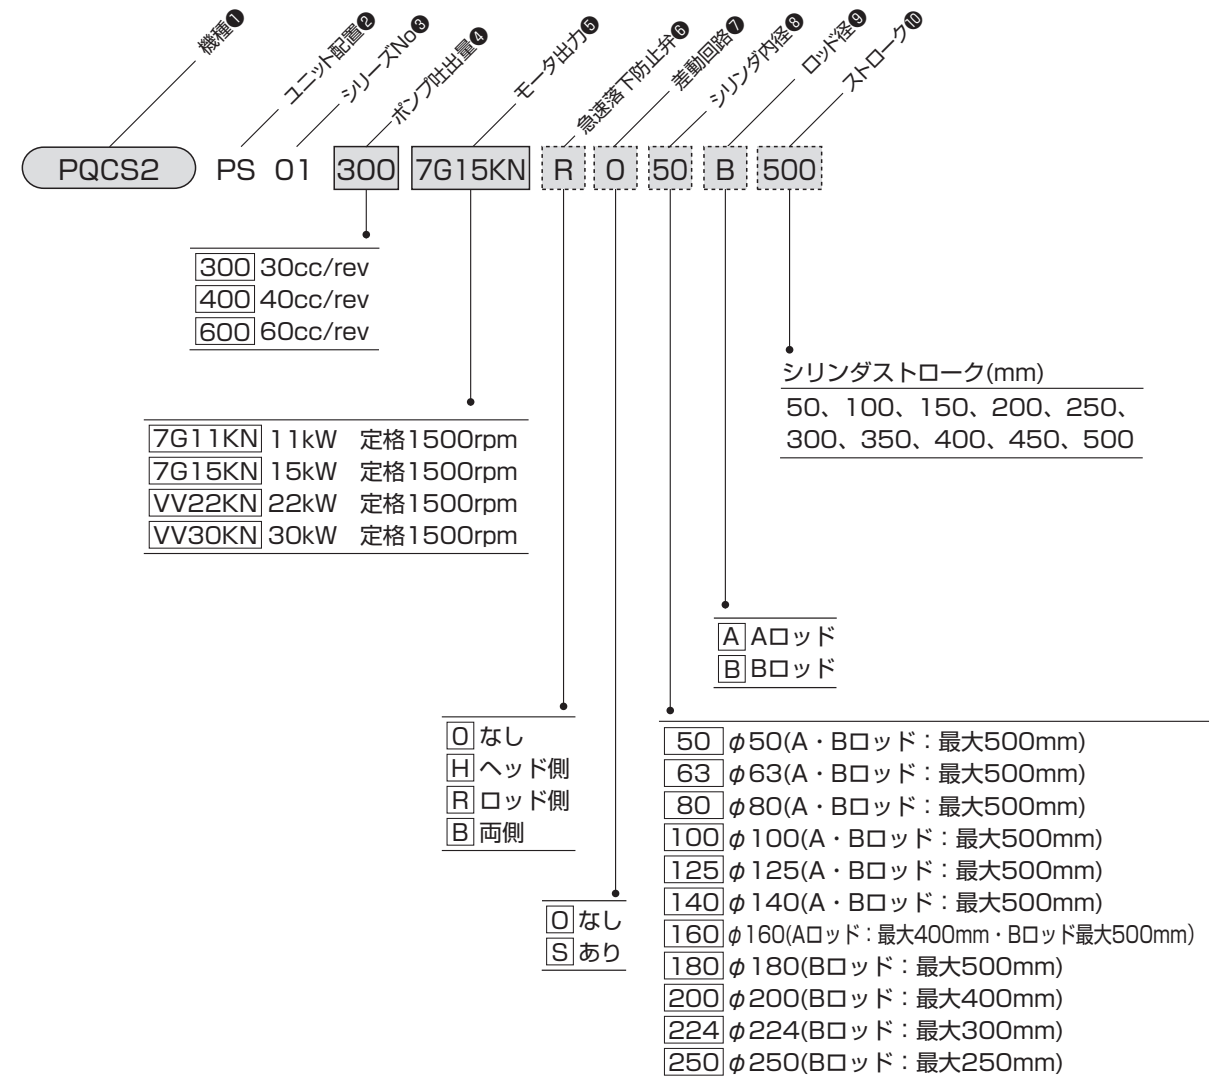 機種❶
ユニット配置❷
シリーズNo❸
ポンプ吐出量❹
モータ出力❺
急速落下防止弁❻
差動回路❼
シリンダ内径❽
ロッド径❾
ストローク❿
PQCS2 PS 01 300 7G15KN R 0 50 B 500
300 30cc/rev
400 40cc/rev
600 60cc/rev
シリンダストローク(mm)
50、100、150、200、250、
300、350、400、450、500
7G11KN 11kW 定格1500rpm
7G15KN 15kW 定格1500rpm
VV22KN 22kW 定格1500rpm
VV30KN 30kW 定格1500rpm
A Aロッド
B Bロッド
0 なし
H ヘッド側
R ロッド側
B 両側
0 なし
S あり
50 φ50(A・Bロッド：最大500mm)
63 φ63(A・Bロッド：最大500mm)
80 φ80(A・Bロッド：最大500mm)
100 φ100(A・Bロッド：最大500mm)
125 φ125(A・Bロッド：最大500mm)
140 φ140(A・Bロッド：最大500mm)
160 φ160(Aロッド：最大400mm・Bロッド最大500mm)
180 φ180(Bロッド：最大500mm)
200 φ200(Bロッド：最大400mm)
224 φ224(Bロッド：最大300mm)
250 φ250(Bロッド：最大250mm)